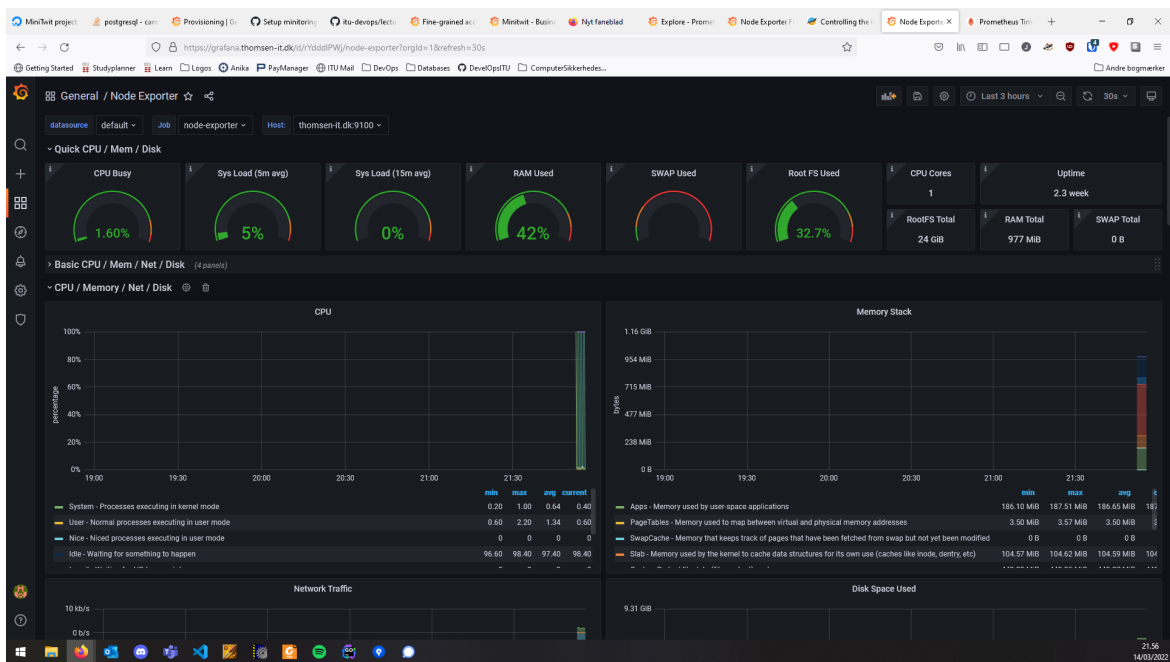 MiniTwit project
postgresql - cann
Provisioning | Gr
Setup minitoring
itu-devops/lectu
Fine-grained acc
Minitwit - Busine
Nyt faneblad
Explore - Prome
Node Exporter F
Controlling the
Node Exporte
Prometheus Tim
https://grafana.thomsen-it.dk/d/rYdddlPWj/node-exporter?orgId=1&refresh=30s
Getting Started
Studyplanner
Learn
Logos
Anika
PayManager
ITU Mail
DevOps
Databases
DevelOpsITU
ComputerSikkerhedes...
Andre bogmærker
General / Node Exporter
Last 3 hours
30s
datasource
default
Job
node-exporter
Host:
thomsen-it.dk:9100
Quick CPU / Mem / Disk
CPU Busy
Sys Load (5m avg)
Sys Load (15m avg)
RAM Used
SWAP Used
Root FS Used
CPU Cores
Uptime
1.60%
5%
0%
42%
32.7%
1
2.3 week
RootFS Total
RAM Total
SWAP Total
24 GiB
977 MiB
0 B
Basic CPU / Mem / Net / Disk (4 panels)
CPU / Memory / Net / Disk
CPU
100%
80%
60%
40%
20%
0%
percentage
19:00 19:30 20:00 20:30 21:00 21:30
min max avg current
System - Processes executing in kernel mode 0.20 1.00 0.64 0.40
User - Normal processes executing in user mode 0.60 2.20 1.34 0.60
Nice - Niced processes executing in user mode 0 0 0 0
Idle - Waiting for something to happen 96.60 98.40 97.40 98.40
Memory Stack
1.16 GiB
954 MiB
715 MiB
477 MiB
238 MiB
0 B
bytes
19:00 19:30 20:00 20:30 21:00 21:30
min max avg
Apps - Memory used by user-space applications 186.10 MiB 187.51 MiB 186.65 MiB 187
PageTables - Memory used to map between virtual and physical memory addresses 3.50 MiB 3.57 MiB 3.50 MiB
SwapCache - Memory that keeps track of pages that have been fetched from swap but not yet been modified 0 B 0 B 0 B
Slab - Memory used by the kernel to cache data structures for its own use (caches like inode, dentry, etc) 104.57 MiB 104.62 MiB 104.59 MiB 104
Network Traffic
10 kb/s
0 b/s
Disk Space Used
9.31 GiB
21.56
14/03/2022